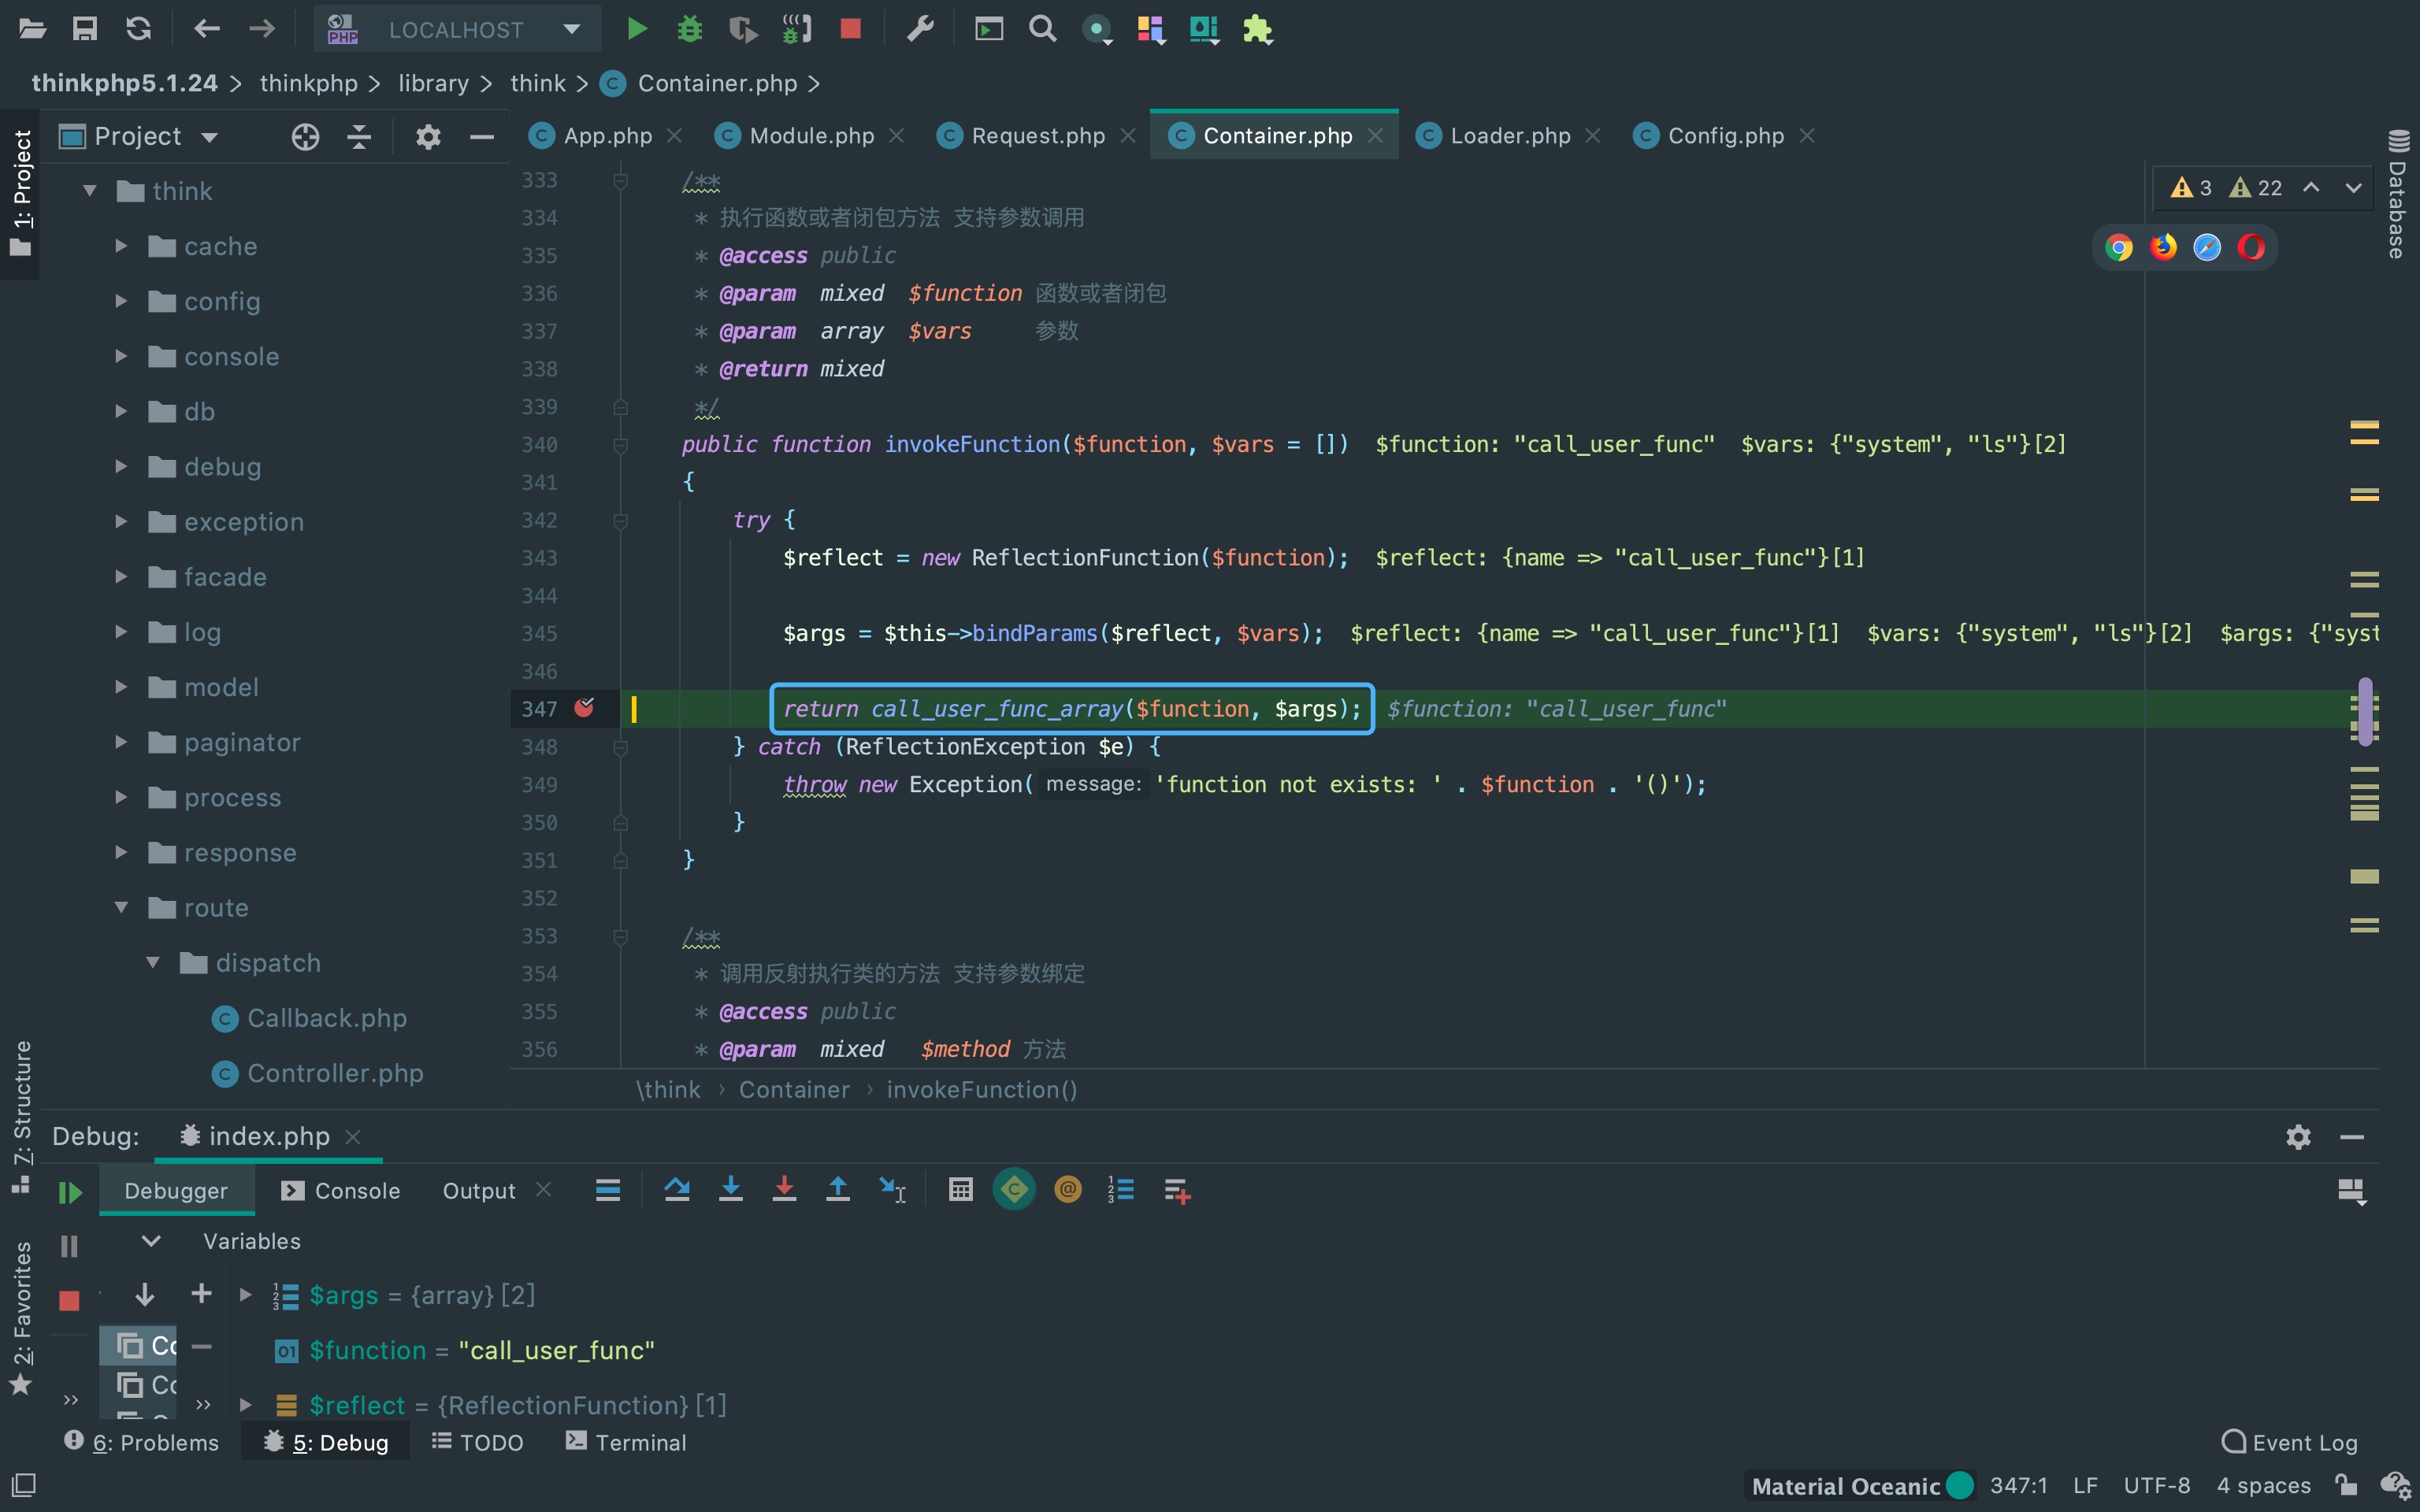 PHP LOCALHOST
thinkphp5.1.24 > thinkphp > library > think > C Container.php >
1: Project
Project
App.php Module.php Request.php Container.php Loader.php Config.php
Database
think
cache
config
console
db
debug
exception
facade
log
model
paginator
process
response
route
dispatch
Callback.php
Controller.php
3 22
333 /**
334 * 执行函数或者闭包方法 支持参数调用
335 * @access public
336 * @param mixed $function 函数或者闭包
337 * @param array $vars 参数
338 * @return mixed
339 */
340 public function invokeFunction($function, $vars = []) $function: "call_user_func" $vars: {"system", "ls"}[2]
341 {
342 try {
343 $reflect = new ReflectionFunction($function); $reflect: {name => "call_user_func"}[1]
344
345 $args = $this->bindParams($reflect, $vars); $reflect: {name => "call_user_func"}[1] $vars: {"system", "ls"}[2] $args: {"syst
346
347 return call_user_func_array($function, $args); $function: "call_user_func"
348 } catch (ReflectionException $e) {
349 throw new Exception( message: 'function not exists: ' . $function . '()');
350 }
351 }
352
353 /**
354 * 调用反射执行类的方法 支持参数绑定
355 * @access public
356 * @param mixed $method 方法
\think › Container › invokeFunction()
7: Structure
2: Favorites
Debug: index.php
Debugger Console Output
Variables
$args = {array} [2]
$function = "call_user_func"
$reflect = {ReflectionFunction} [1]
6: Problems 5: Debug TODO Terminal Event Log
Material Oceanic 347:1 LF UTF-8 4 spaces